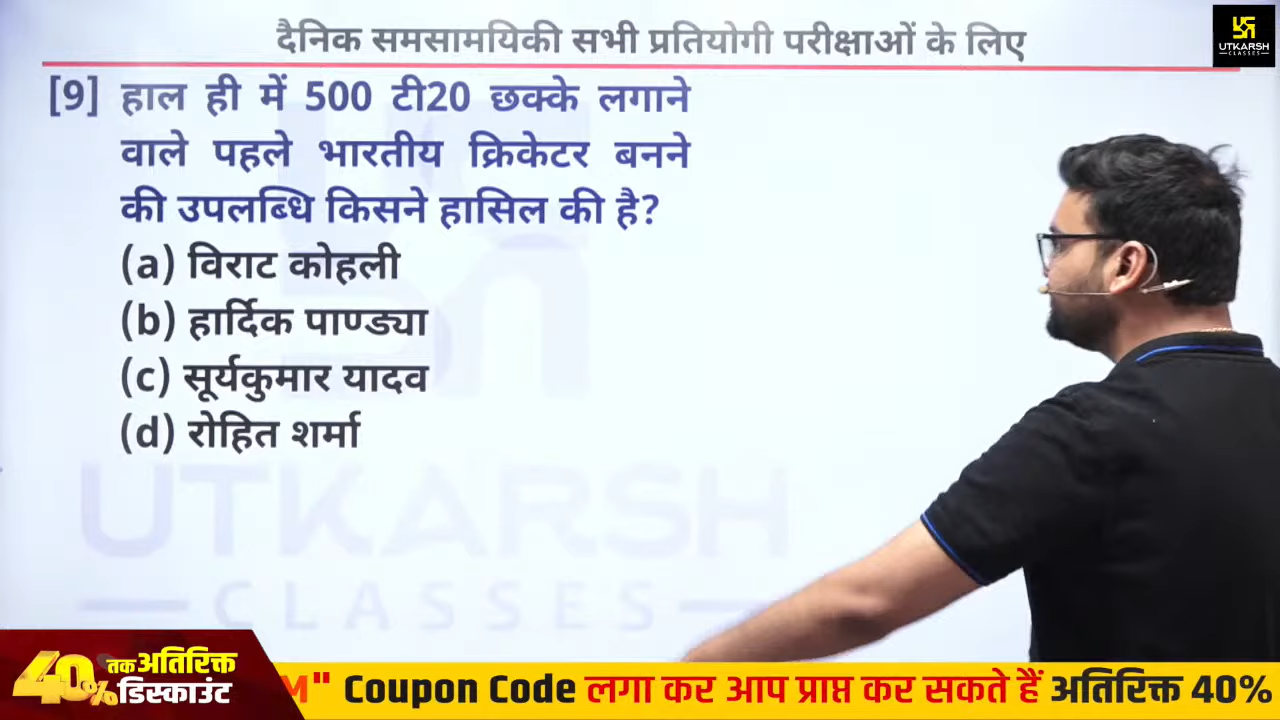 दैनिक समसामयिकी सभी प्रतियोगी परीक्षाओं के लिए
UTKARSH
CLASSES
[9] हाल ही में 500 टी20 छक्के लगाने
वाले पहले भारतीय क्रिकेटर बनने
की उपलब्धि किसने हासिल की है?
(a) विराट कोहली
(b) हार्दिक पाण्ड्या
(c) सूर्यकुमार यादव
(d) रोहित शर्मा
UTKARSH
CLASSES
40% तक अतिरिक्त
डिस्काउंट
M" Coupon Code लगा कर आप प्राप्त कर सकते हैं अतिरिक्त 40%